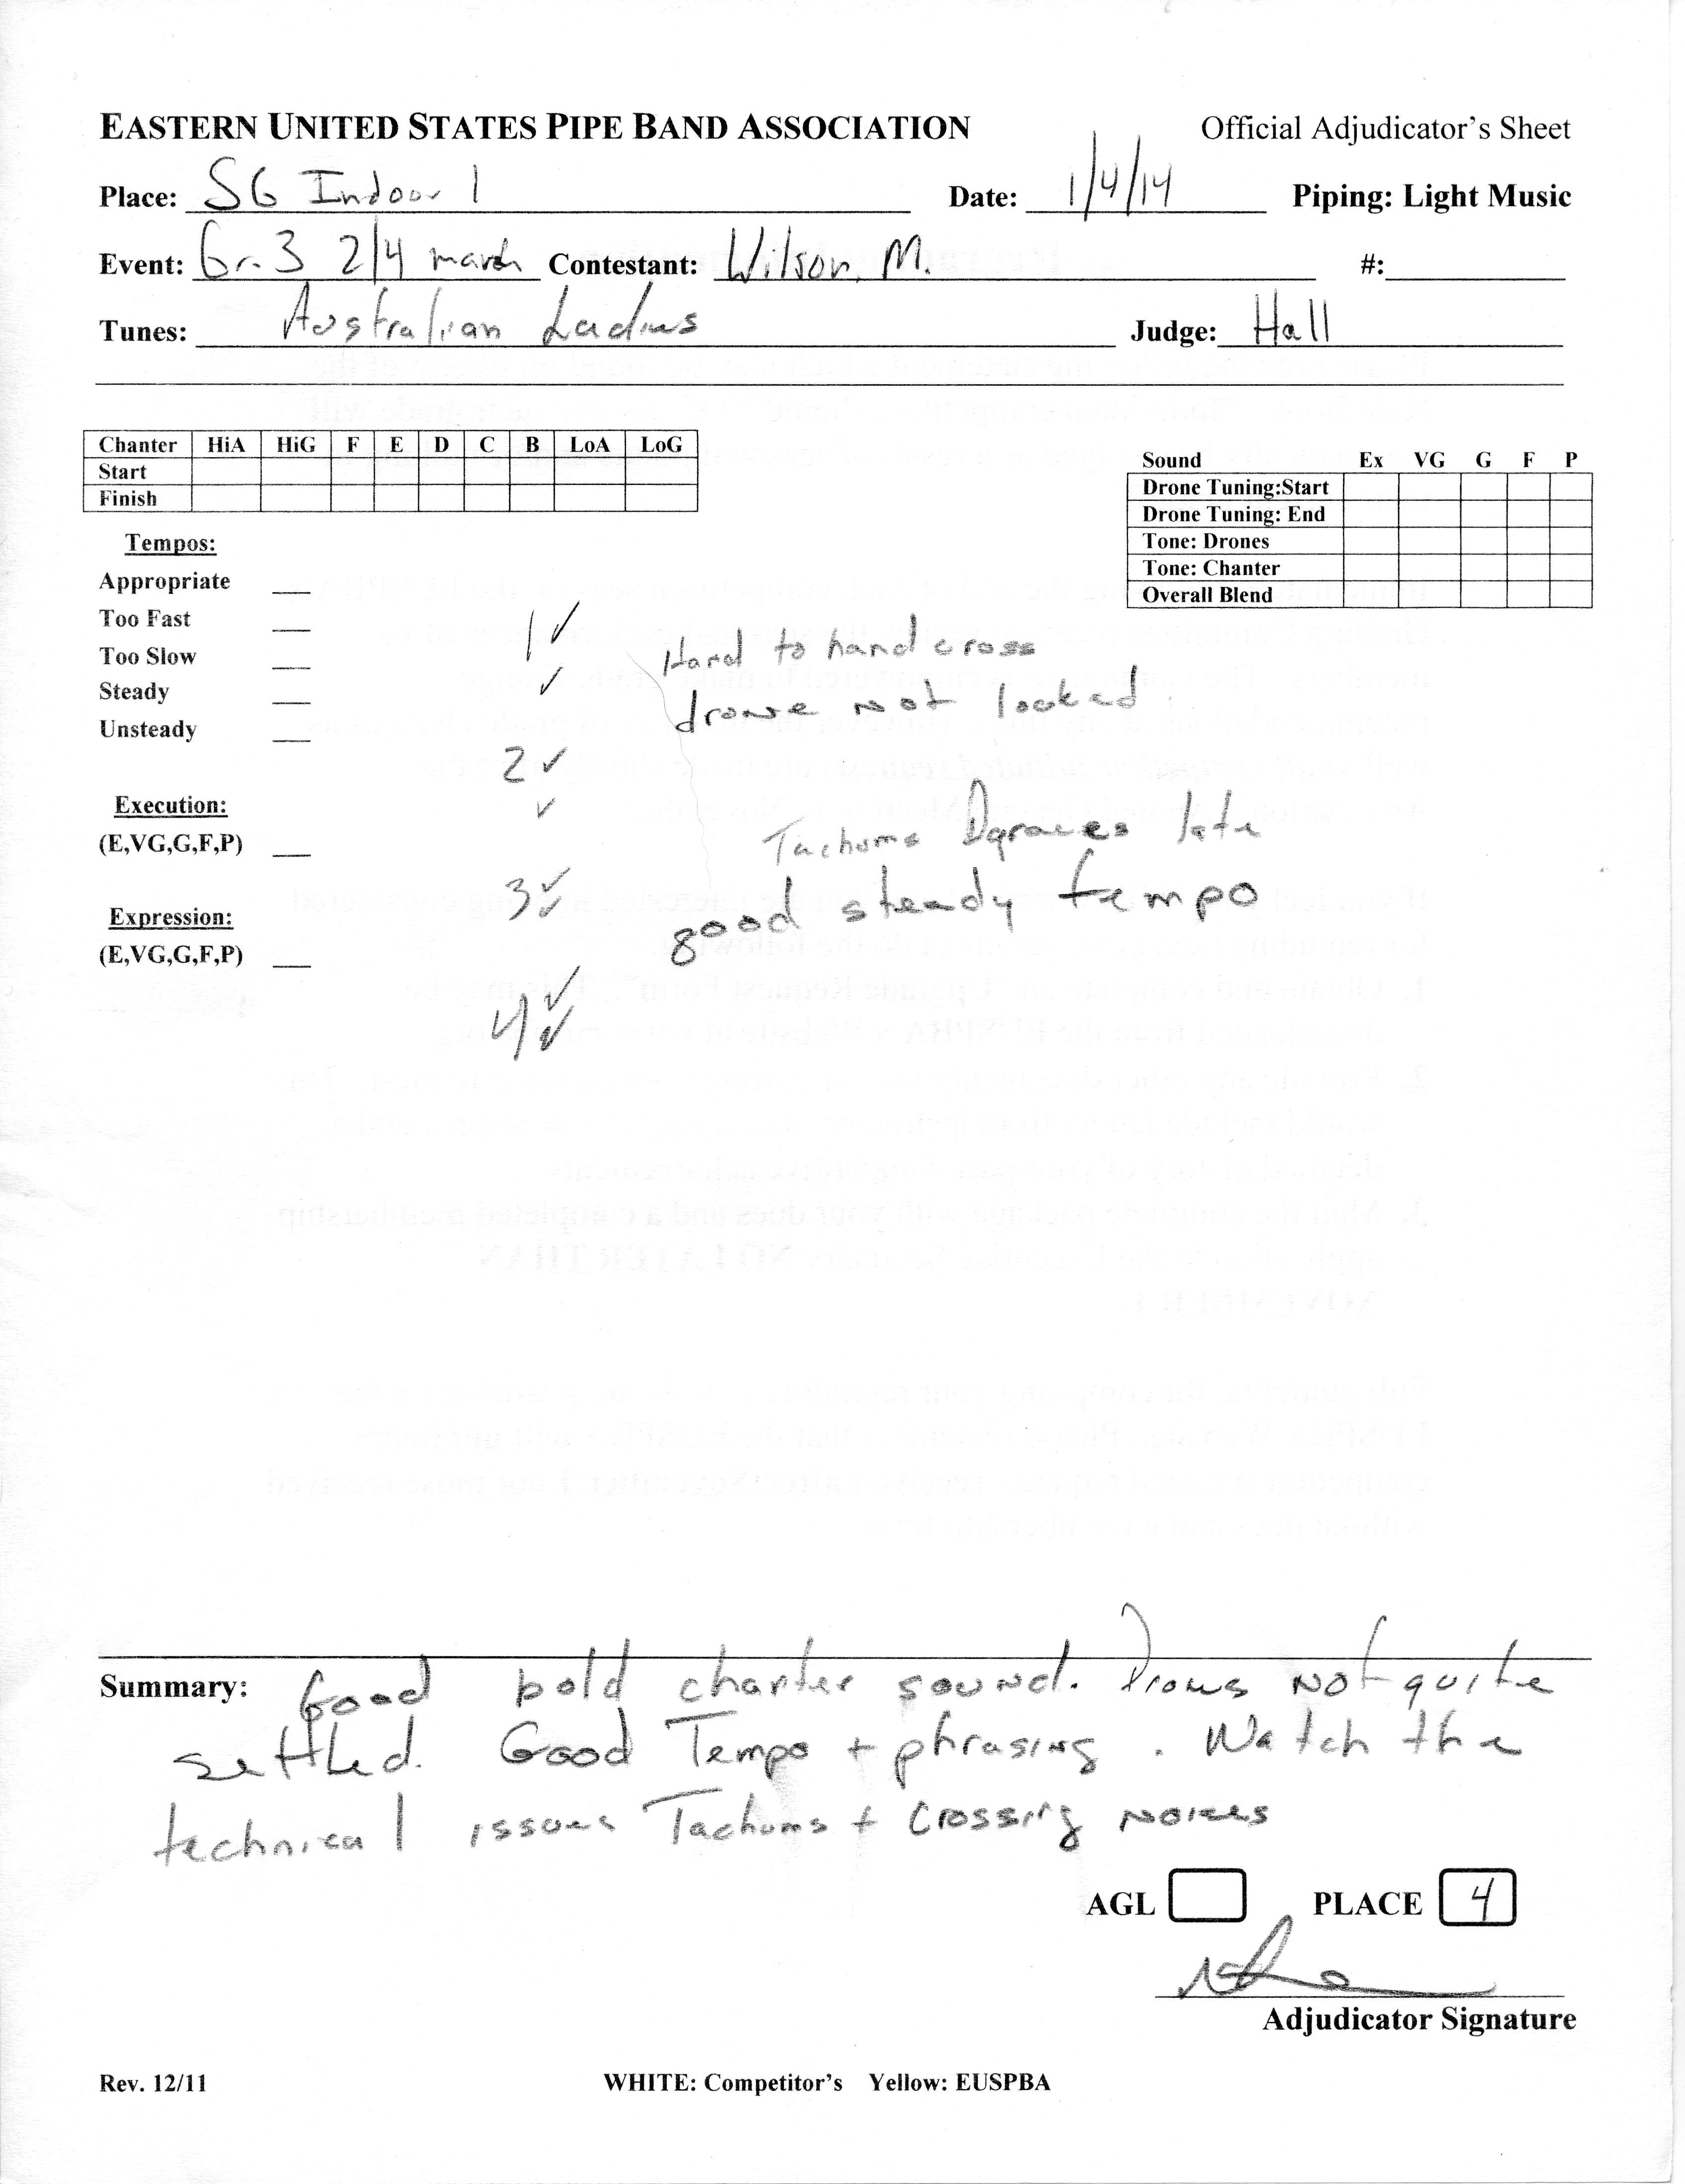 EASTERN UNITED STATES PIPE BAND ASSOCIATION Official Adjudicator's Sheet
Place: SG Indoor 1 Date: 1/4/14 Piping: Light Music
Event: Gr. 3 2/4 march Contestant: Wilson, M. #:
Tunes: Australian Ladies Judge: Hall
Chanter HiA HiG F E D C B LoA LoG
Start
Finish
Sound Ex VG G F P
Drone Tuning:Start
Drone Tuning: End
Tone: Drones
Tone: Chanter
Overall Blend
Tempos:
Appropriate
Too Fast
Too Slow
Steady
Unsteady
Execution:
(E,VG,G,F,P)
Expression:
(E,VG,G,F,P)
1 ✓ Hard to hand cross
✓ drone not locked
2 ✓
✓ Tachums Dgraces late
3 ✓ good steady tempo
✓
4 ✓
✓
Summary: Good bold chanter sound. Drones not quite
settled. Good Tempo + phrasing. Watch the
technical issues Tachums + Crossing noises
AGL PLACE 4
Adjudicator Signature
Rev. 12/11 WHITE: Competitor's Yellow: EUSPBA